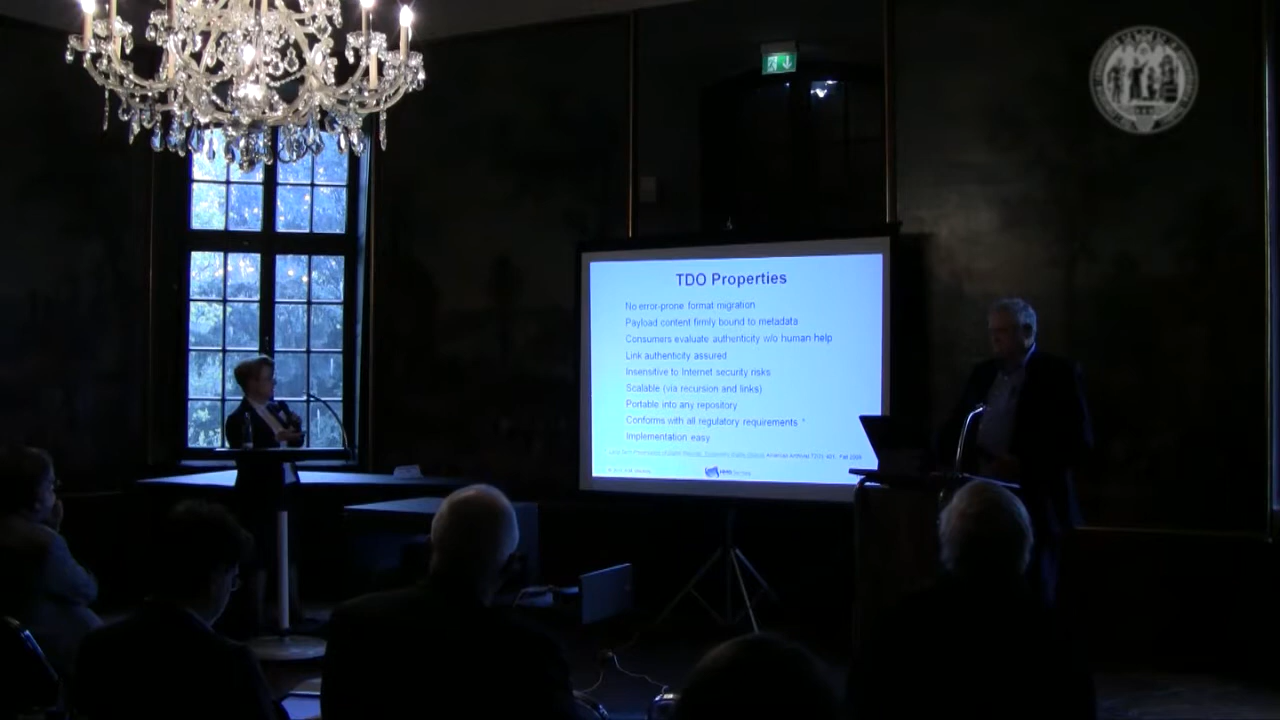 TDO Properties
No error-prone format migration
Payload content firmly bound to metadata
Consumers evaluate authenticity w/o human help
Link authenticity assured
Insensitive to Internet security risks
Scalable (via recursion and links)
Portable into any repository
Conforms with all regulatory requirements *
Implementation easy